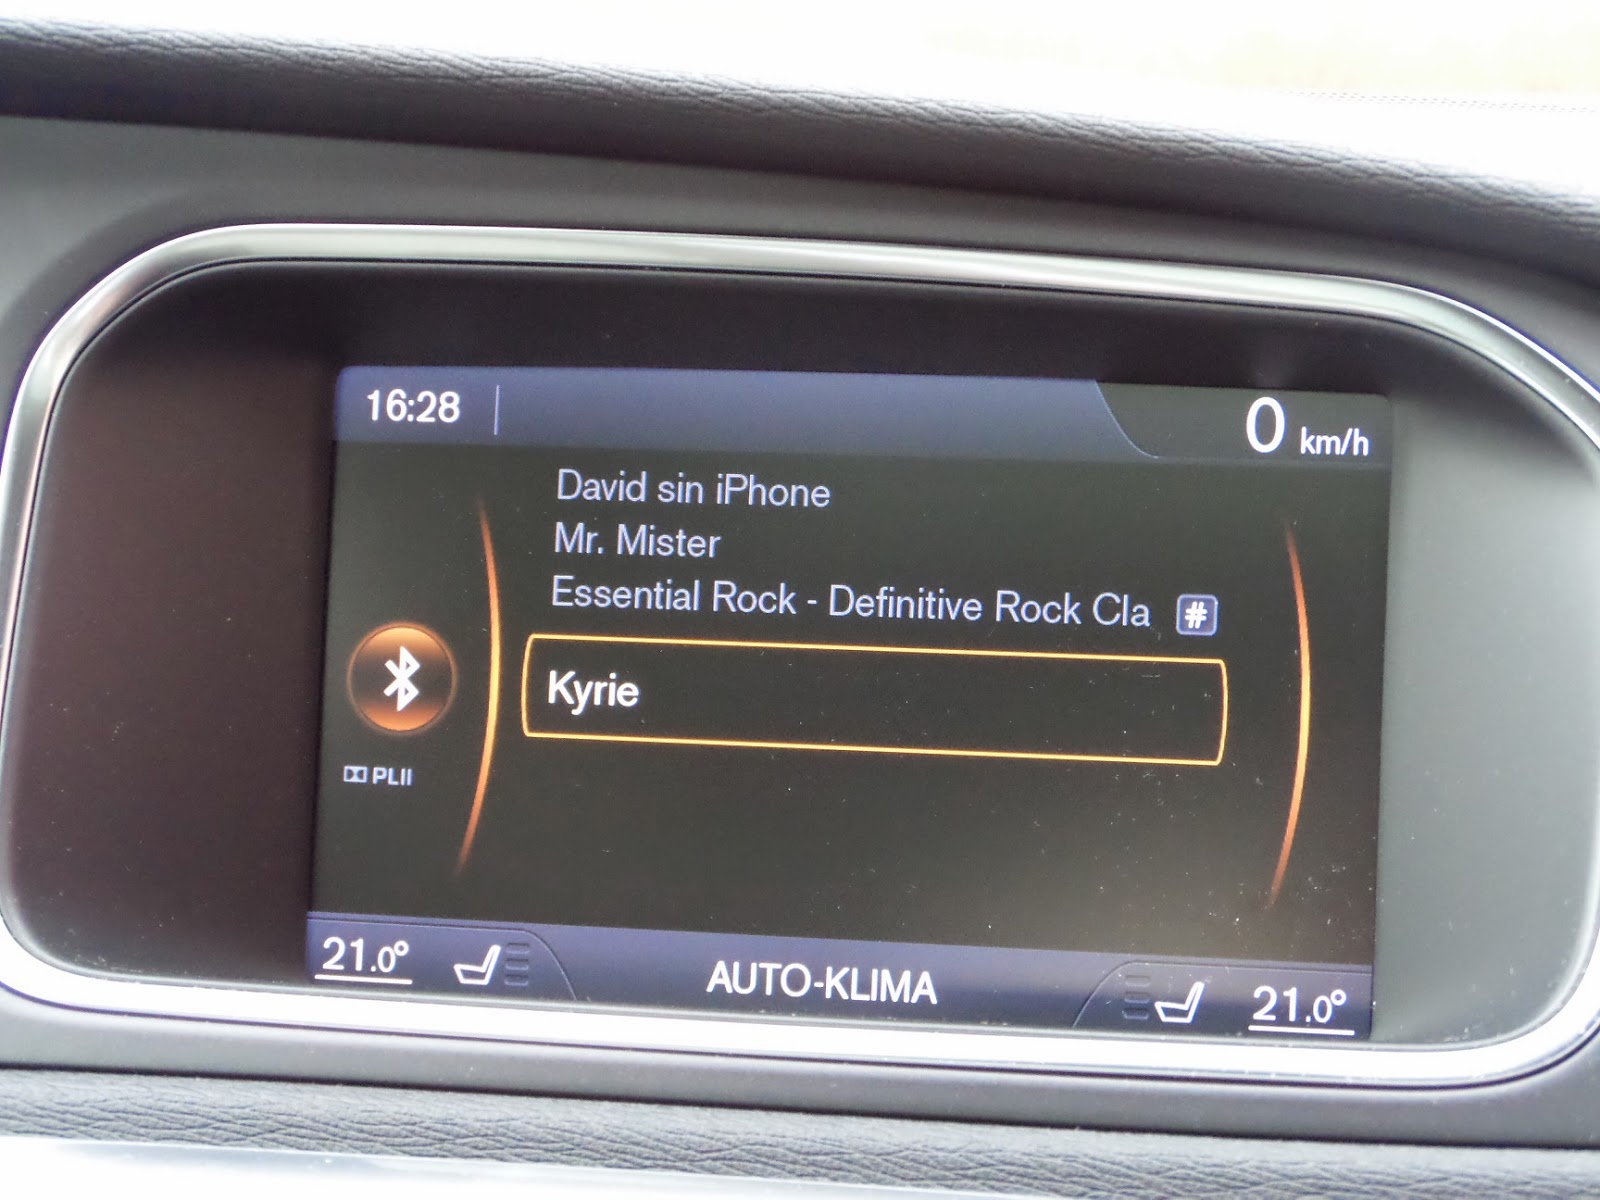 16:28
0 km/h
David sin iPhone
Mr. Mister
Essential Rock - Definitive Rock Cla #
Kyrie
PLII
21.0° AUTO-KLIMA 21.0°